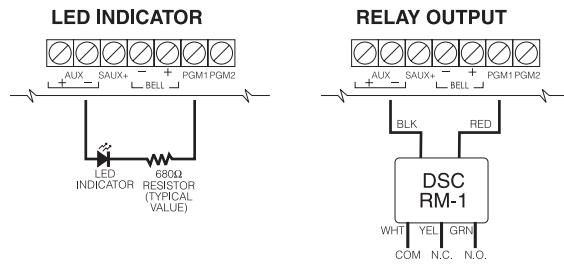 LED INDICATOR
AUX SAUX+ − + PGM1 PGM2
+ − BELL
LED
INDICATOR
680Ω
RESISTOR
(TYPICAL
VALUE)
RELAY OUTPUT
AUX SAUX+ − + PGM1 PGM2
+ − BELL
BLK RED
DSC
RM-1
WHT YEL GRN
COM N.C. N.O.